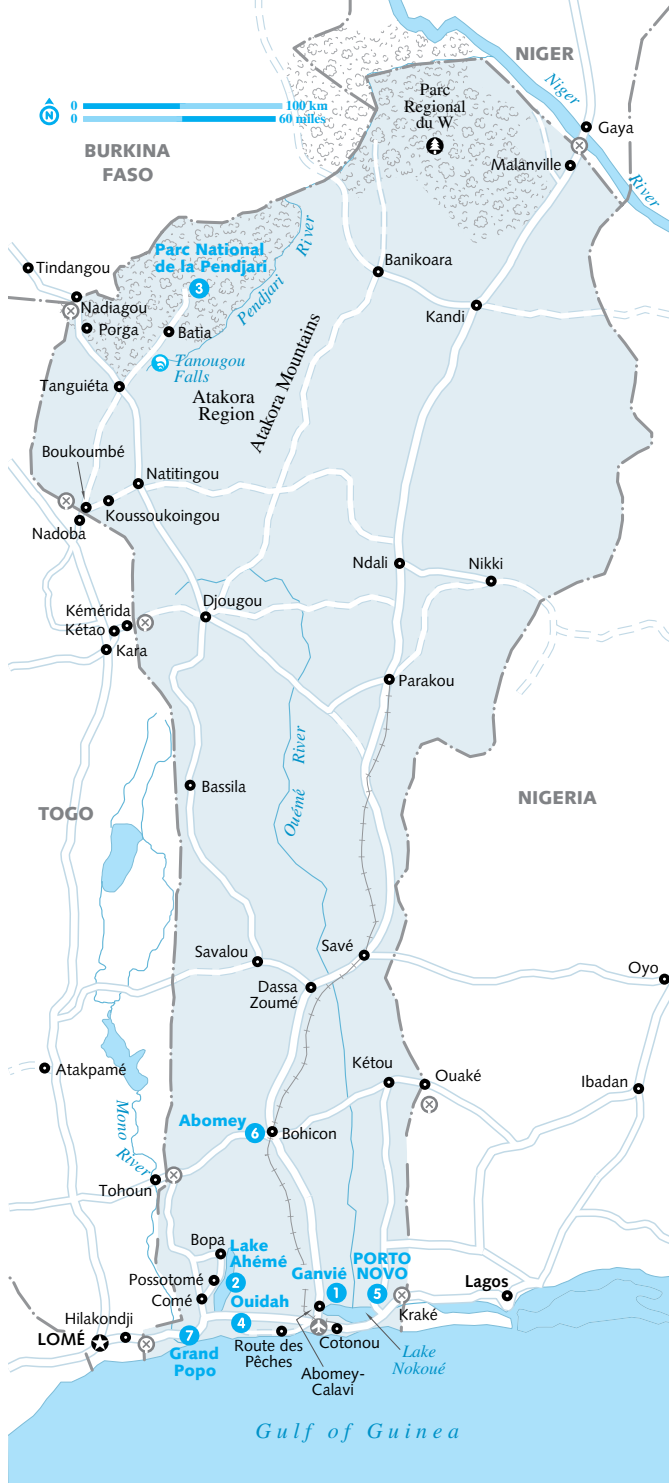 NIGER
Niger
River
Parc
Regional
du W
Gaya
Malanville
N
0
100 km
0
60 miles
BURKINA
FASO
Parc National
de la Pendjari
3
Pendjari
River
Tindangou
Nadiagou
Porga
Batia
Tanougou
Falls
Banikoara
Kandi
Tanguiéta
Atakora
Region
Atakora Mountains
Boukoumbé
Natitingou
Koussoukoingou
Nadoba
Ndali
Nikki
Kémérida
Kétao
Kara
Djougou
Parakou
Ouémé
River
Bassila
TOGO
NIGERIA
Savalou
Savé
Dassa
Zoumé
Oyo
Atakpamé
Kétou
Ouaké
Ibadan
Mono
River
Abomey
6
Bohicon
Tohoun
Bopa
Lake
Ahémé
2
Possotomé
Comé
Ouidah
4
Ganvié
1
PORTO
NOVO
5
Lagos
Kraké
Hilakondji
LOMÉ
7
Grand
Popo
Route des
Pêches
Cotonou
Abomey-
Calavi
Lake
Nokoué
Gulf of Guinea